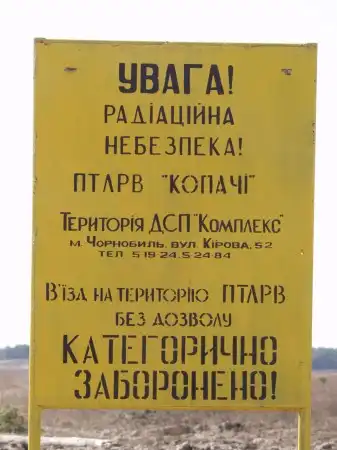 УВАГА!
РАДІАЦІЙНА
НЕБЕЗПЕКА!
ПТЛРВ "КОПАЧІ"
ТЕРИТОРІЯ ДСП "КОМПЛЕКС"
М. ЧОРНОБИЛЬ, ВУЛ. КІРОВА, 52
ТЕЛ 5 19-24, 5-24-84
В'ЇЗД НА ТЕРИТОРІЮ ПТЛРВ
БЕЗ ДОЗВОЛУ
КАТЕГОРИЧНО
ЗАБОРОНЕНО!